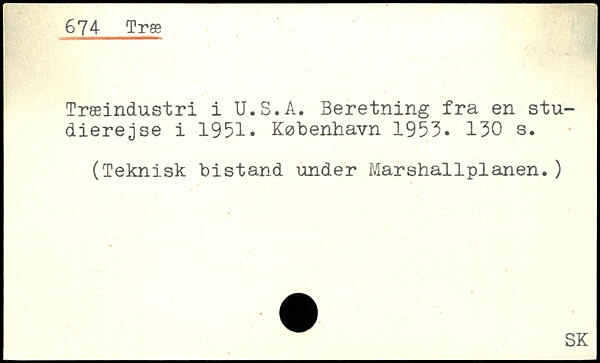 674 Træ
Træindustri i U.S.A. Beretning fra en stu-
dierejse i 1951. København 1953. 130 s.
(Teknisk bistand under Marshallplanen.)
SK